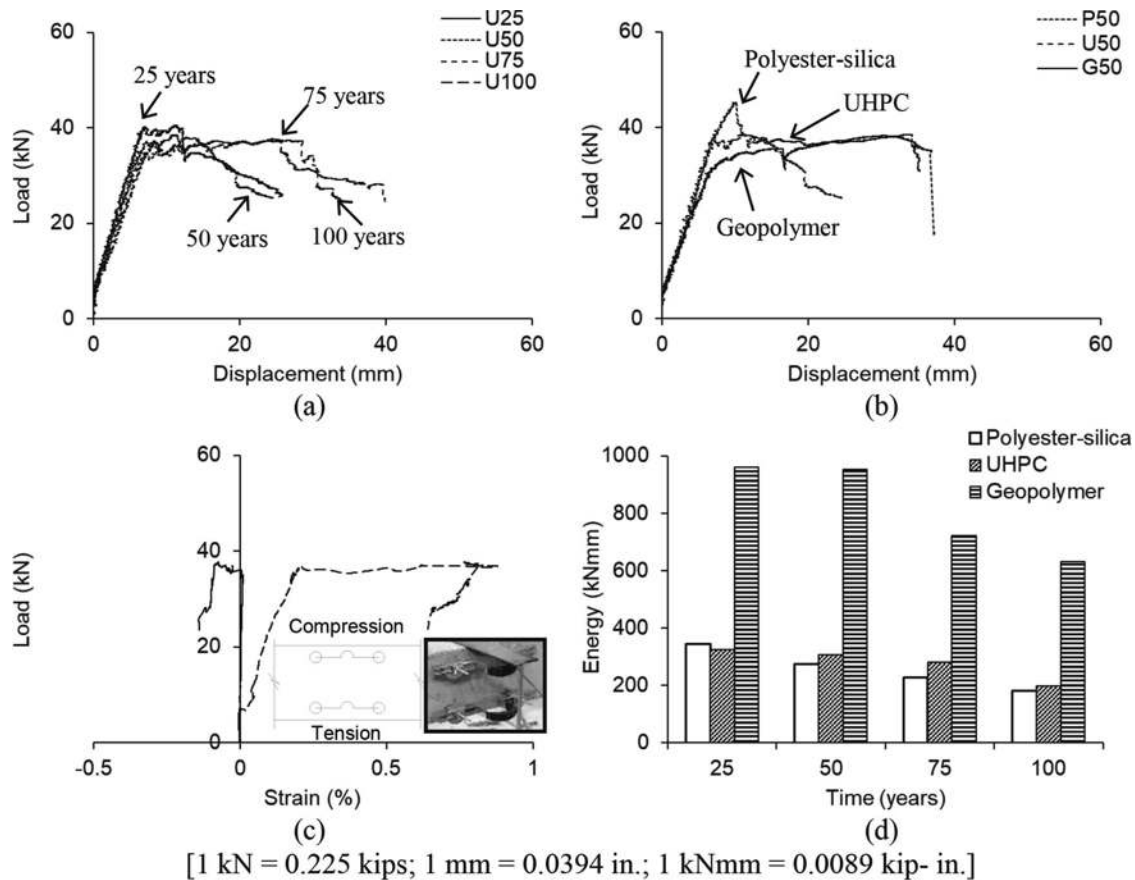 60
40
20
0
Load (kN)
25 years
75 years
50 years
100 years
U25
U50
U75
U100
0
20
40
60
Displacement (mm)
(a)
60
40
20
0
Load (kN)
Polyester-silica
UHPC
Geopolymer
P50
U50
G50
0
20
40
60
Displacement (mm)
(b)
60
40
20
0
Load (kN)
Compression
Tension
-0.5
0
0.5
1
Strain (%)
(c)
Polyester-silica
UHPC
Geopolymer
1000
800
600
400
200
0
Energy (kNmm)
25
50
75
100
Time (years)
(d)
[1 kN = 0.225 kips; 1 mm = 0.0394 in.; 1 kNmm = 0.0089 kip- in.]